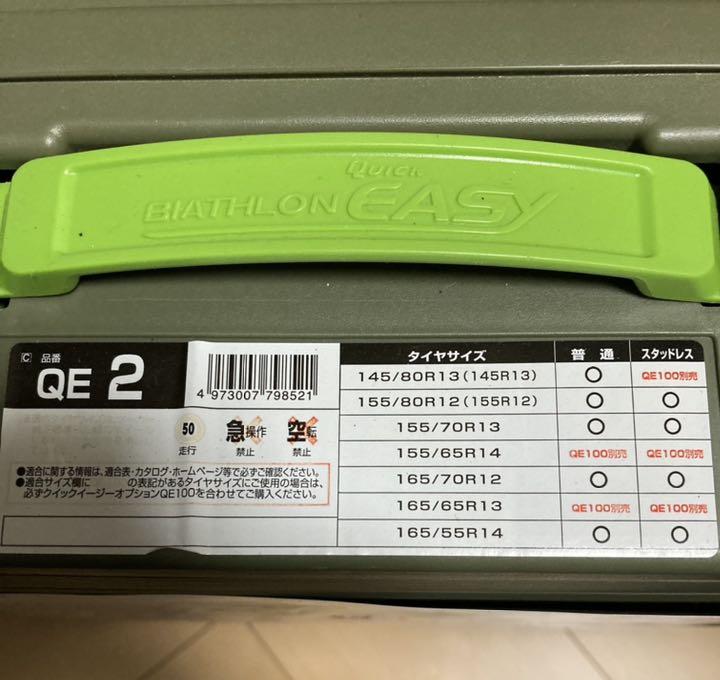 QUICK
BIATHLON EASY
C 品番
QE 2
4 973007 798521
50 走行
急操作 禁止
空転 禁止
●適合に関する情報は、適合表・カタログ・ホームページ等で必ずご確認ください。
●適合サイズ欄に の表記があるタイヤサイズにご使用の場合は、
必ずクイックイージーオプションQE100を合わせてご購入ください。
タイヤサイズ 普通 スタッドレス
145/80R13(145R13) ○ QE100別売
155/80R12(155R12) ○ ○
155/70R13 ○ ○
155/65R14 QE100別売 QE100別売
165/70R12 ○ ○
165/65R13 QE100別売 QE100別売
165/55R14 ○ ○